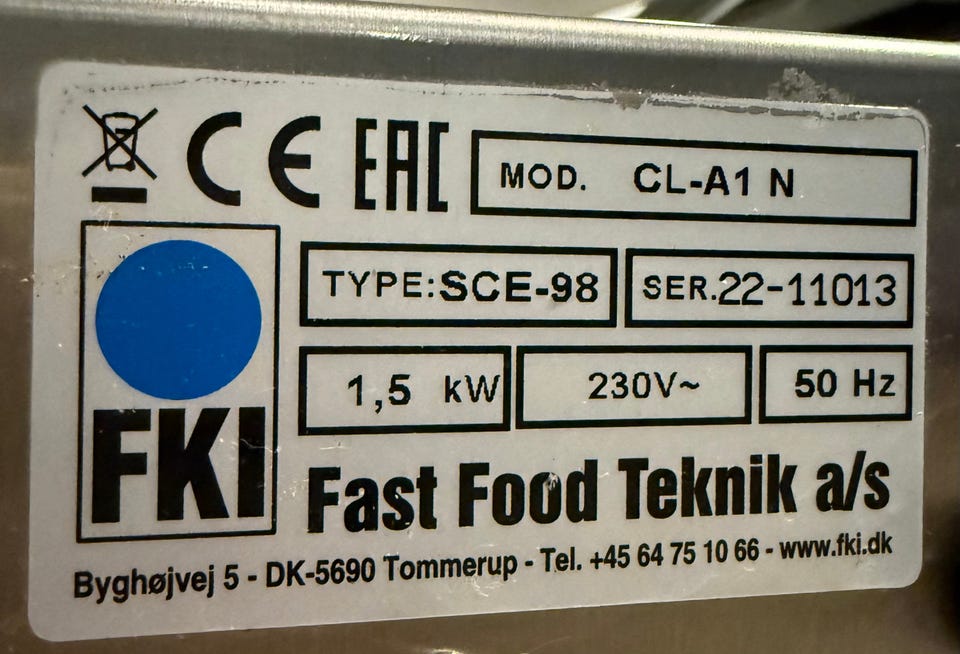 CE EAC MOD. CL-A1 N
TYPE:SCE-98 SER.22-11013
1,5 kW 230V~ 50 Hz
FKI Fast Food Teknik a/s
Byghøjvej 5 - DK-5690 Tommerup - Tel. +45 64 75 10 66 - www.fki.dk